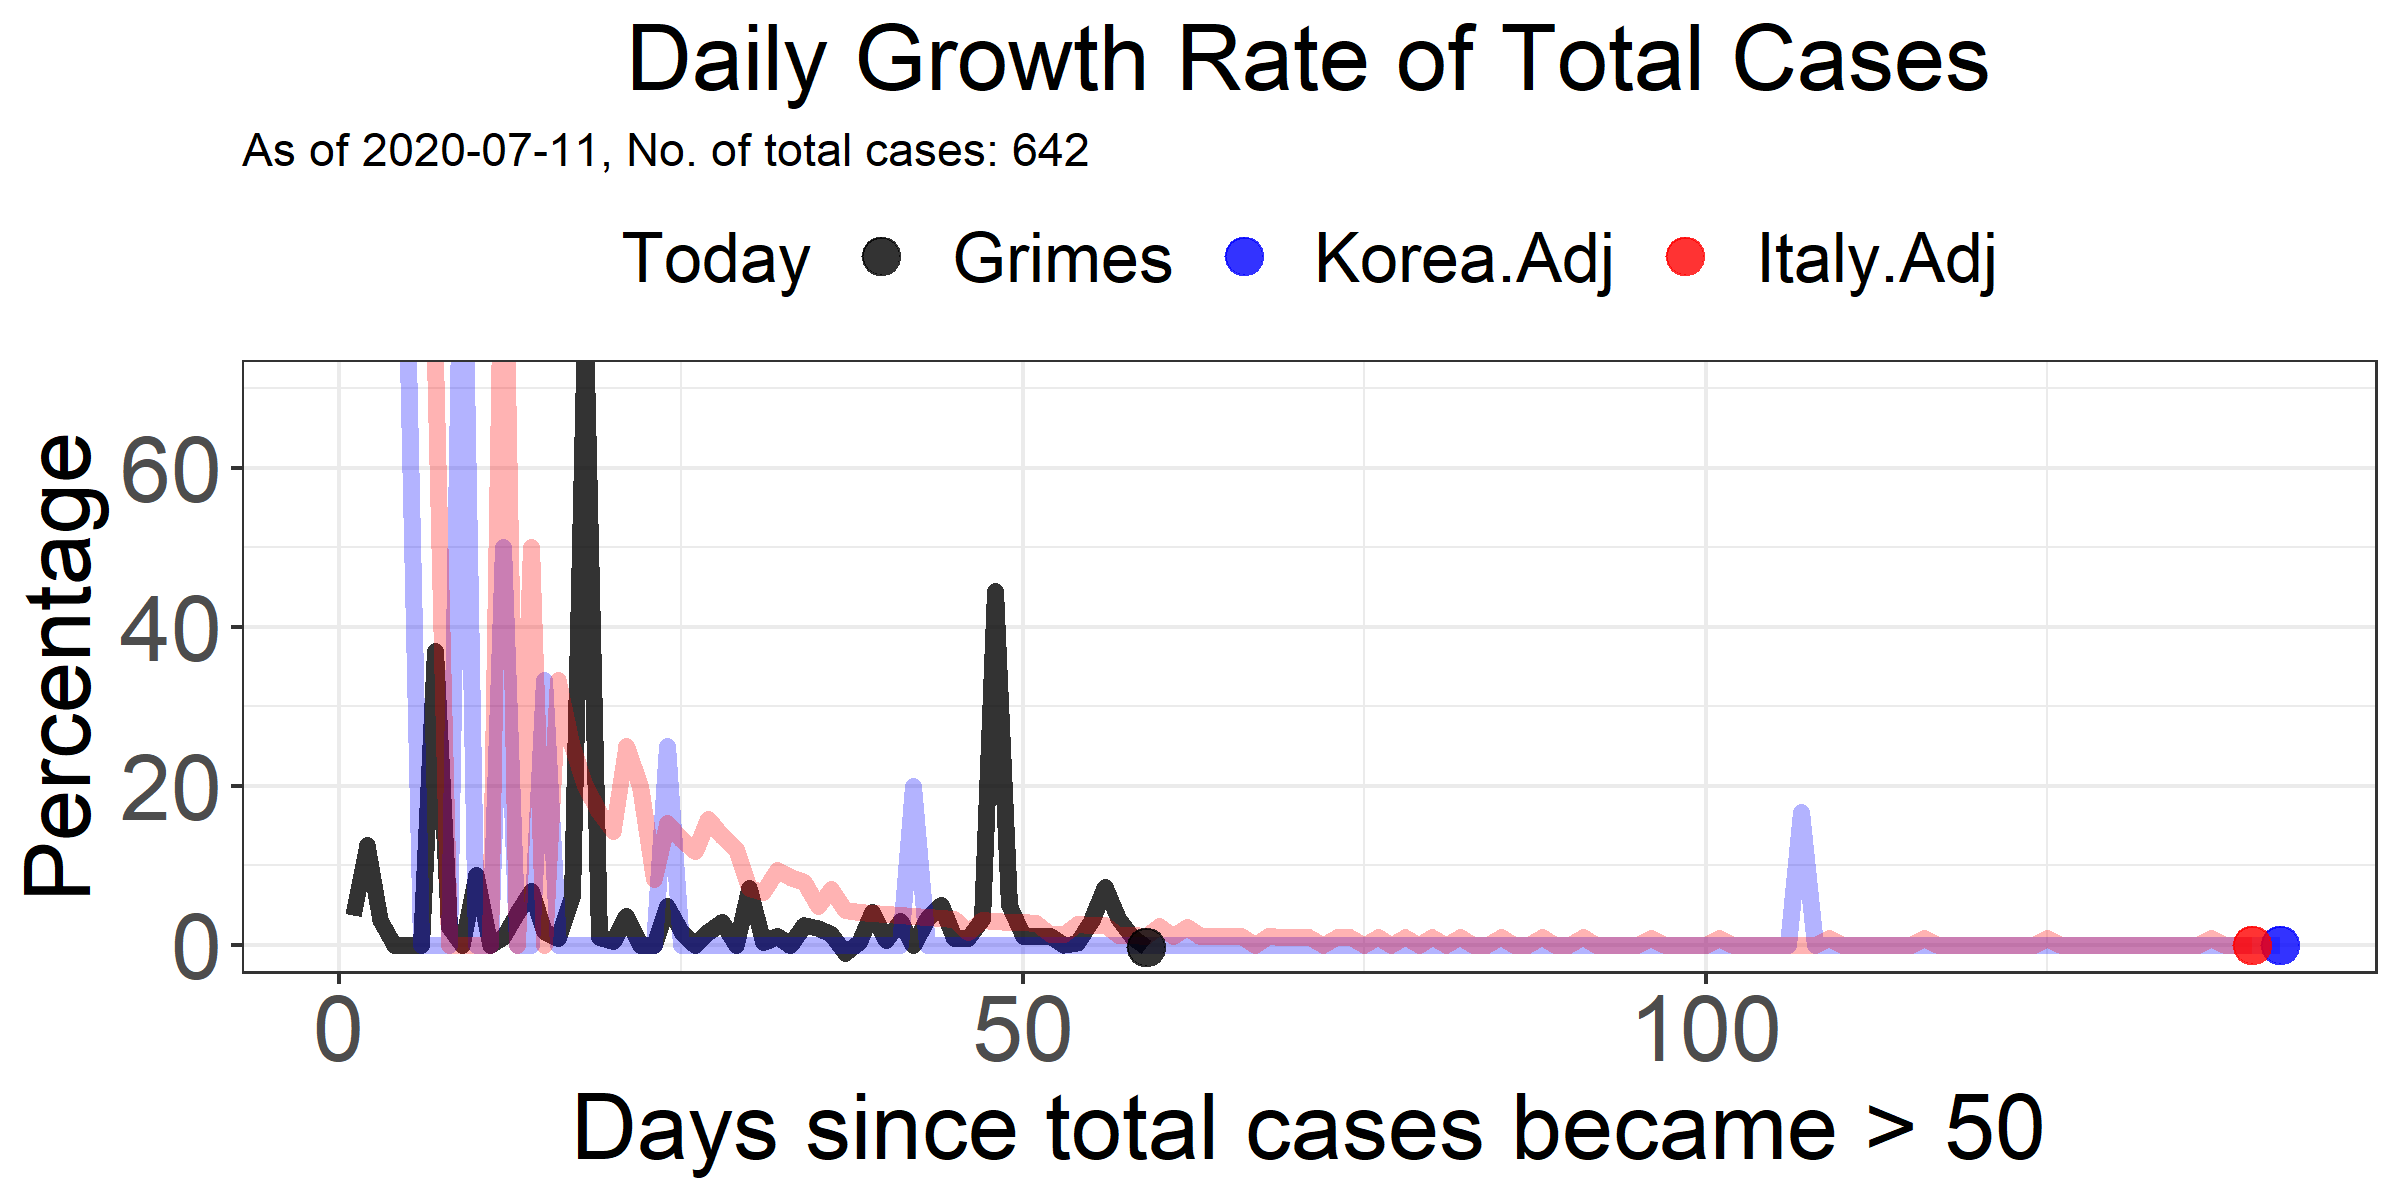 Daily Growth Rate of Total Cases
As of 2020-07-11, No. of total cases: 642
Today Grimes Korea.Adj Italy.Adj
Percentage
60
40
20
0
0 50 100
Days since total cases became > 50